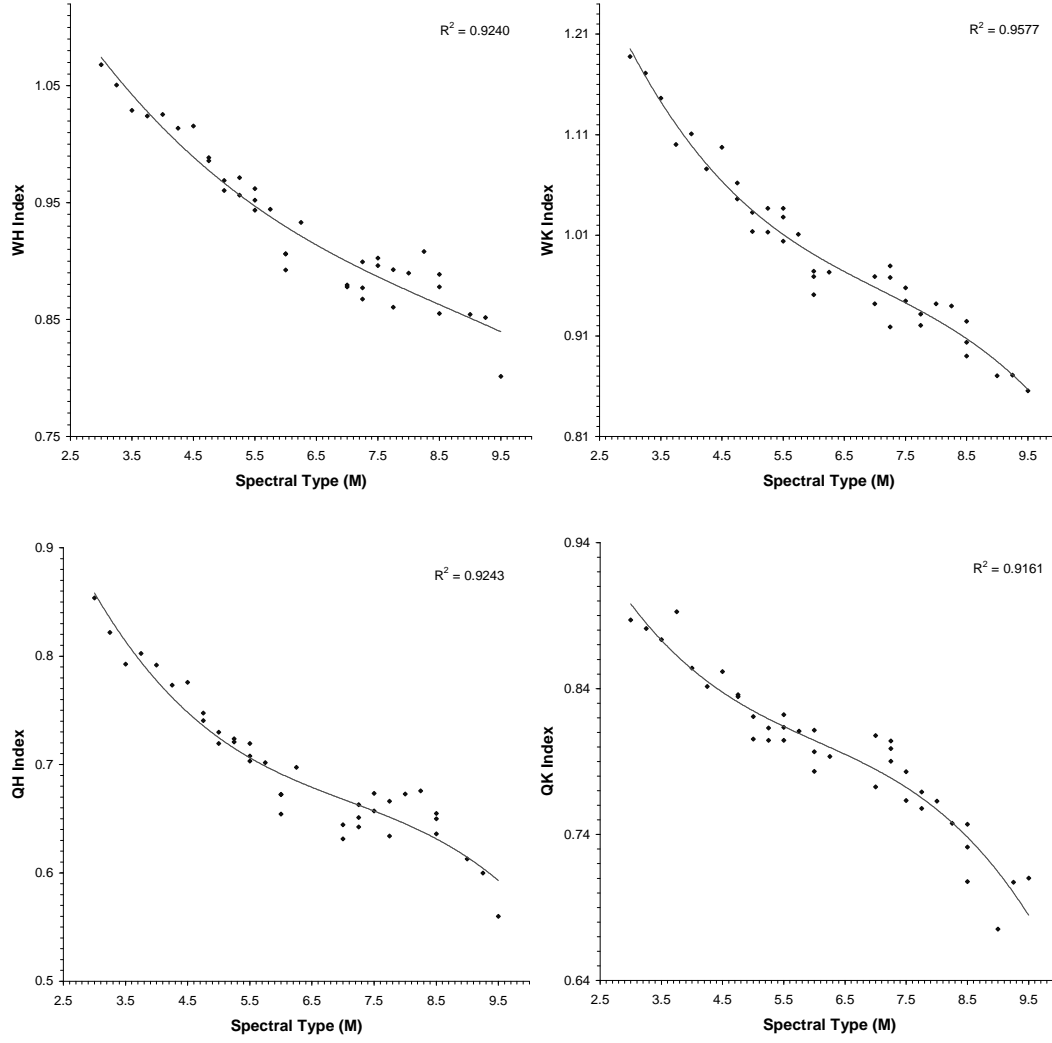 R² = 0.9240
1.05
0.95
0.85
0.75
WH Index
2.5 3.5 4.5 5.5 6.5 7.5 8.5 9.5
Spectral Type (M)
R² = 0.9577
1.21
1.11
1.01
0.91
0.81
WK Index
2.5 3.5 4.5 5.5 6.5 7.5 8.5 9.5
Spectral Type (M)
R² = 0.9243
0.9
0.8
0.7
0.6
0.5
QH Index
2.5 3.5 4.5 5.5 6.5 7.5 8.5 9.5
Spectral Type (M)
R² = 0.9161
0.94
0.84
0.74
0.64
QK Index
2.5 3.5 4.5 5.5 6.5 7.5 8.5 9.5
Spectral Type (M)